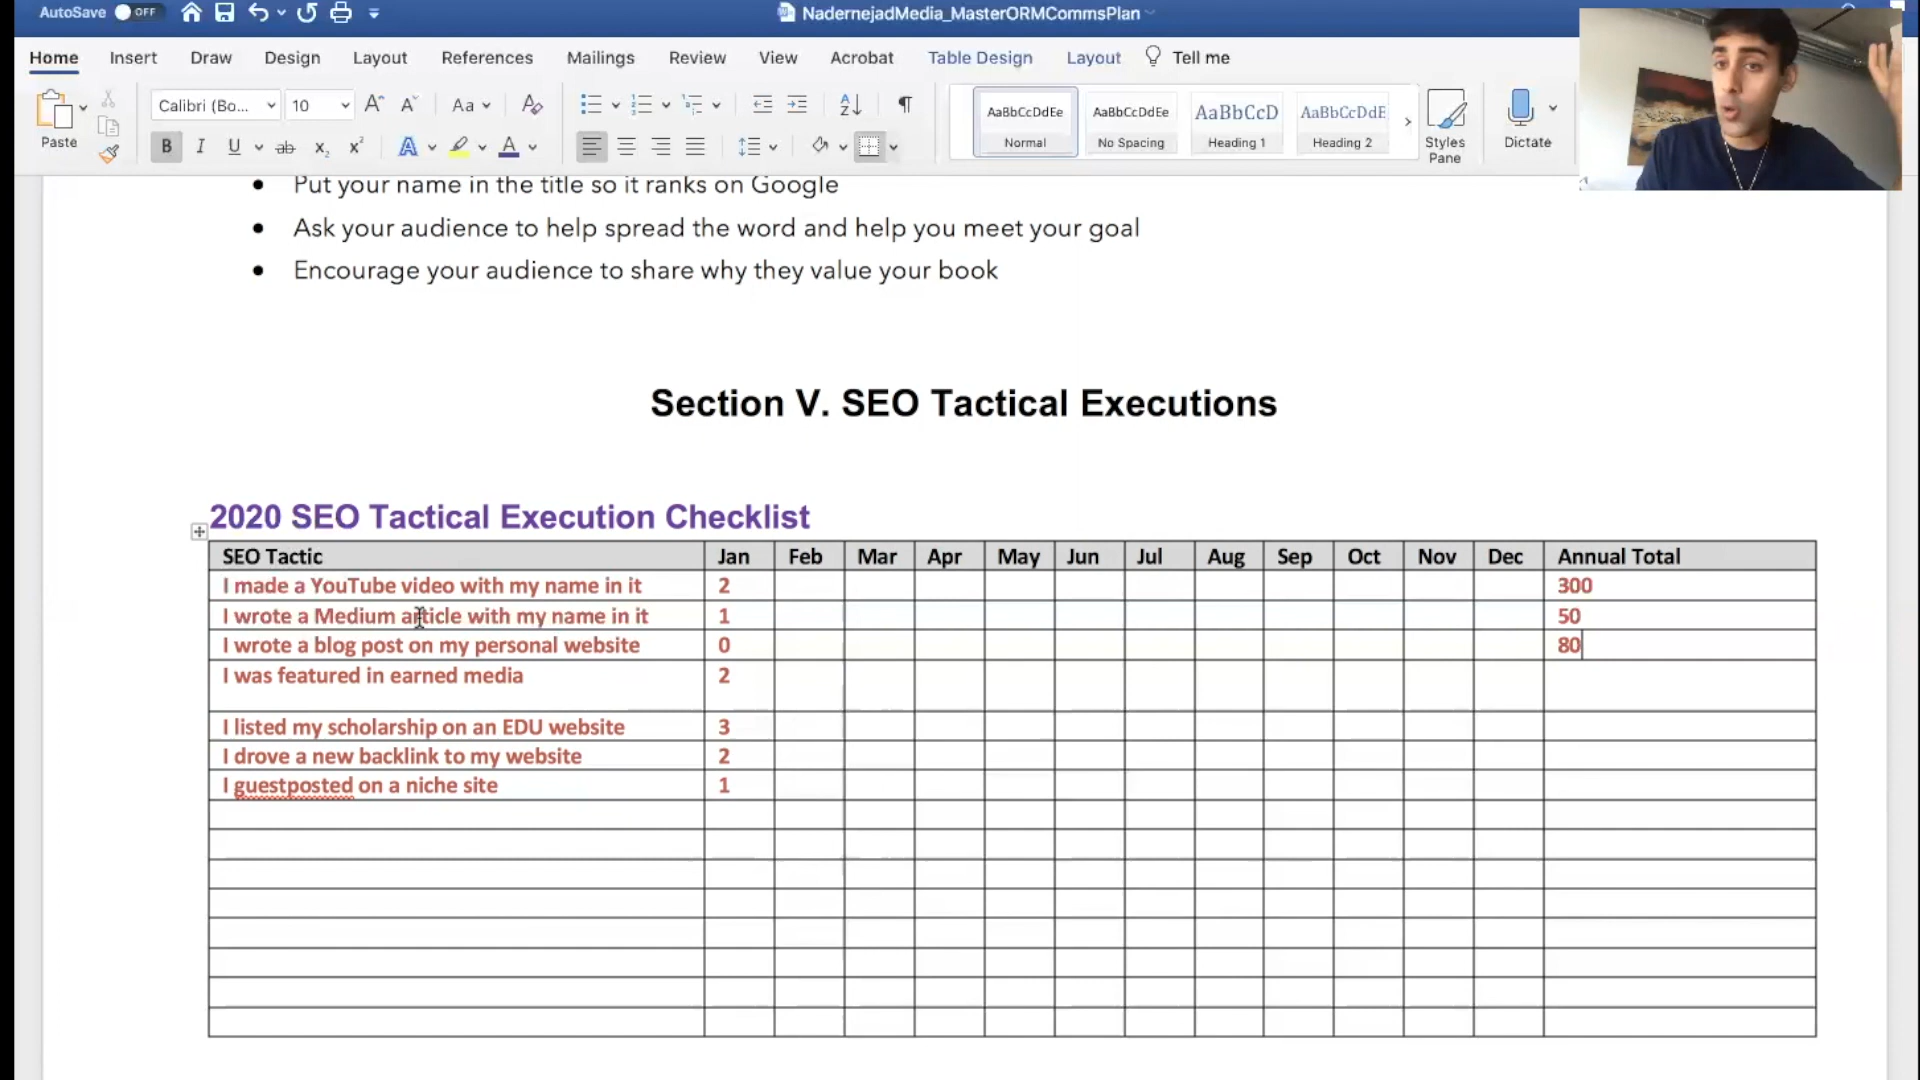 AutoSave OFF NadernejadMedia_MasterORMCommsPlan
Home Insert Draw Design Layout References Mailings Review View Acrobat Table Design Layout Tell me
Paste Calibri (Bo... 10 Aa
B I U ab x₂ x² A A
AaBbCcDdEe AaBbCcDdEe AaBbCcD AaBbCcDdE
Normal No Spacing Heading 1 Heading 2 Styles Pane Dictate
• Put your name in the title so it ranks on Google
• Ask your audience to help spread the word and help you meet your goal
• Encourage your audience to share why they value your book
Section V. SEO Tactical Executions
2020 SEO Tactical Execution Checklist
SEO Tactic Jan Feb Mar Apr May Jun Jul Aug Sep Oct Nov Dec Annual Total
I made a YouTube video with my name in it 2 300
I wrote a Medium article with my name in it 1 50
I wrote a blog post on my personal website 0 80
I was featured in earned media 2
I listed my scholarship on an EDU website 3
I drove a new backlink to my website 2
I guestposted on a niche site 1